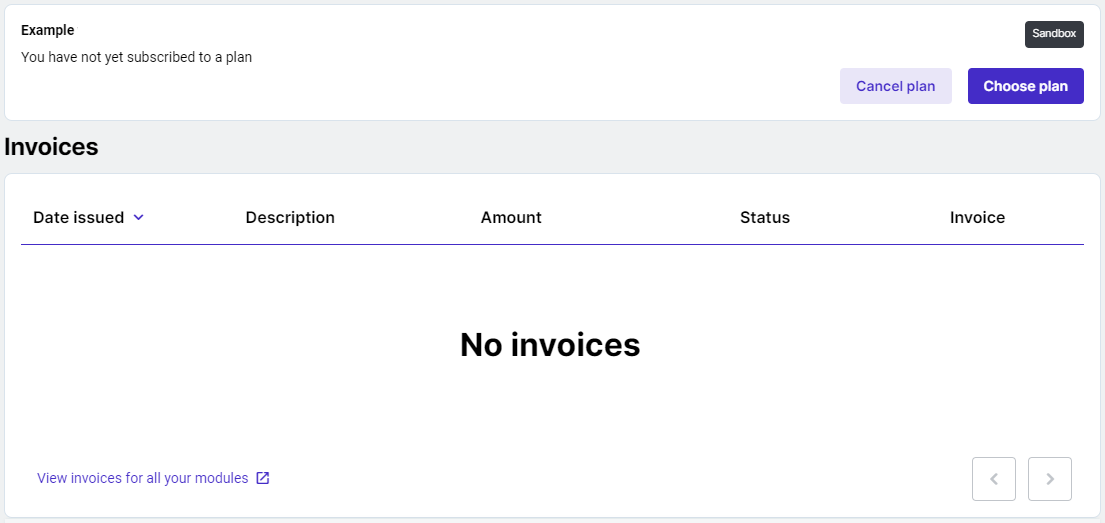 Example
Sandbox
You have not yet subscribed to a plan
Cancel plan
Choose plan
Invoices
Date issued Description Amount Status Invoice
No invoices
View invoices for all your modules